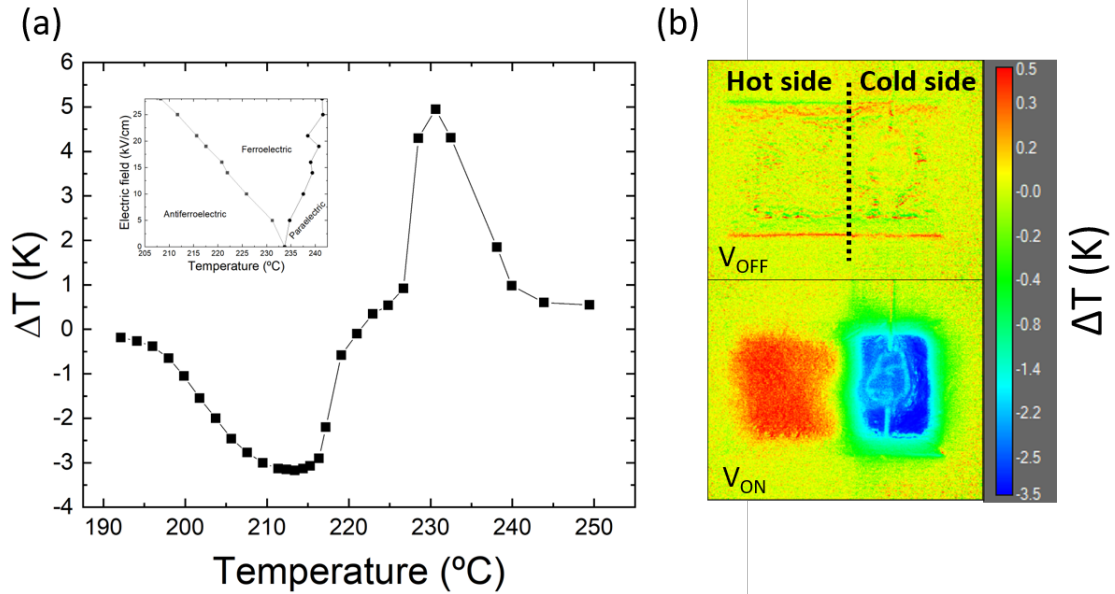 (a)
(b)
6
5
4
3
2
1
0
-1
-2
-3
-4
ΔT (K)
190 200 210 220 230 240 250
Temperature (ºC)
25
20
15
10
5
0
Electric field (kV/cm)
Ferroelectric
Antiferroelectric
Paraelectric
205 210 215 220 225 230 235 240
Temperature (ºC)
Hot side Cold side
V_OFF
V_ON
0.5
0.3
0.2
-0.0
-0.2
-0.4
-0.8
-1.4
-2.2
-2.5
-3.5
ΔT (K)